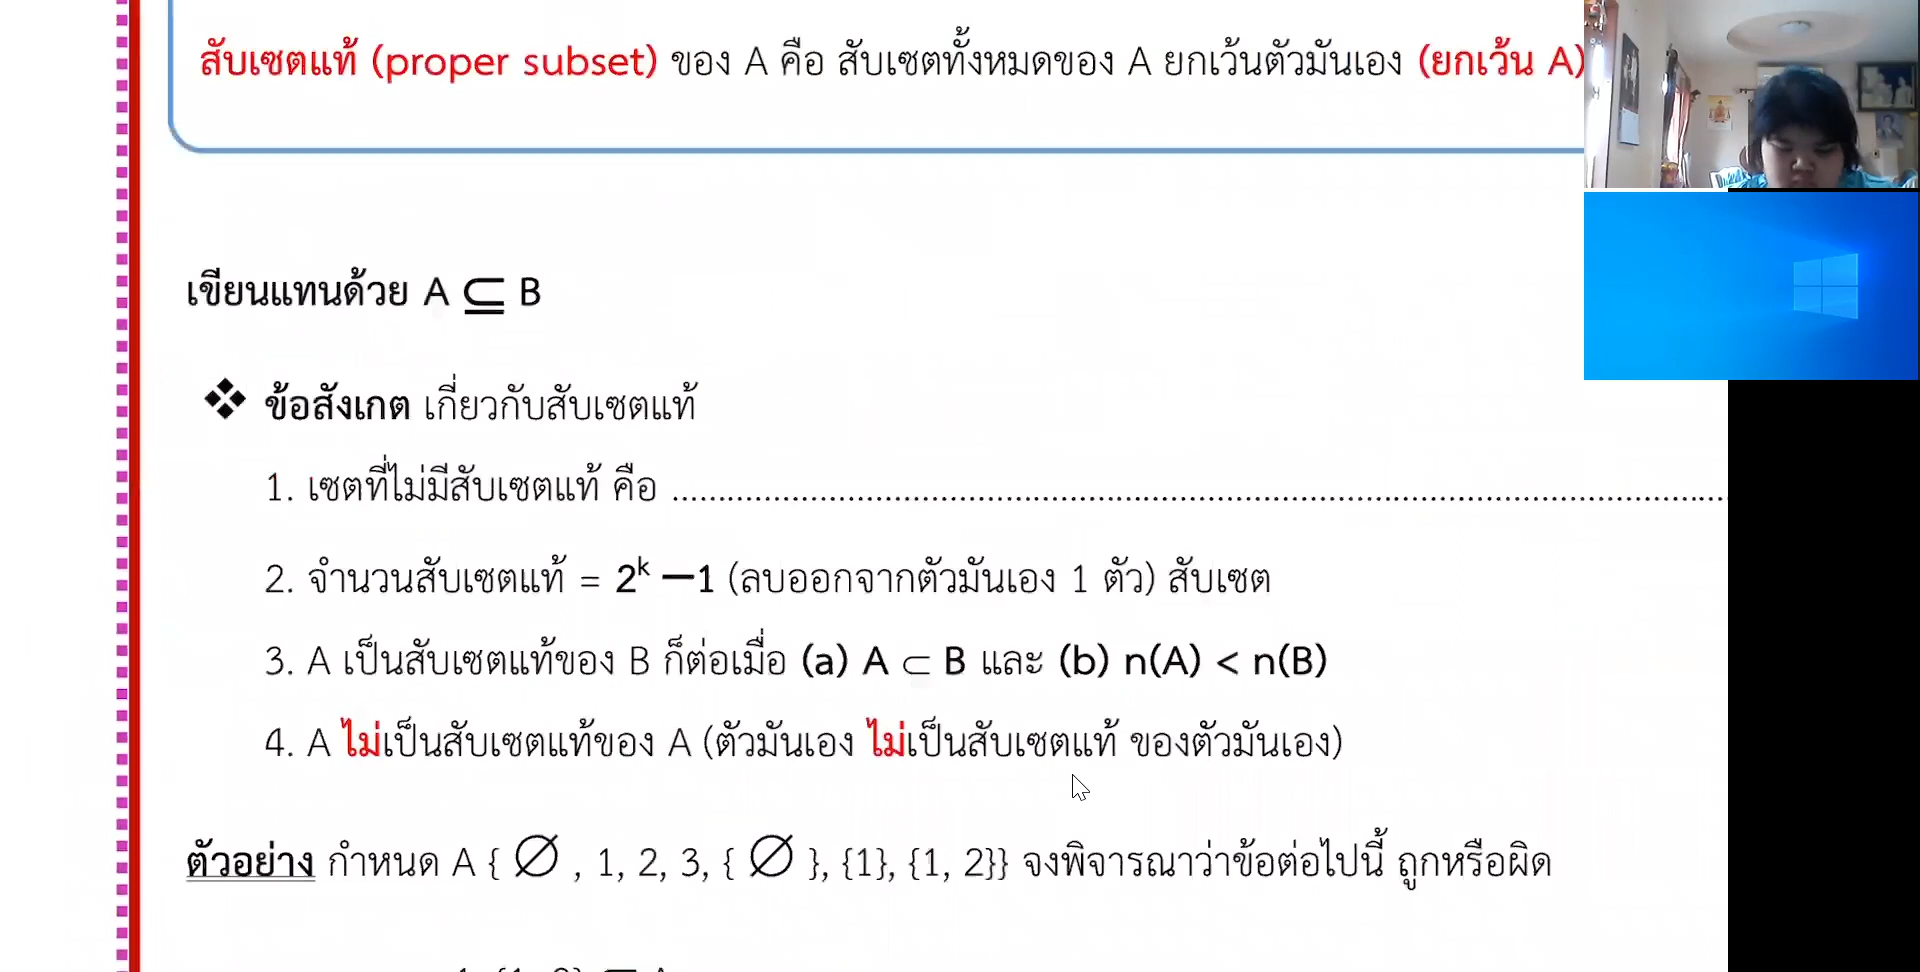 สับเซตแท้ (proper subset) ของ A คือ สับเซตทั้งหมดของ A ยกเว้นตัวมันเอง (ยกเว้น A)
เขียนแทนด้วย A ⊆ B
❖ ข้อสังเกต เกี่ยวกับสับเซตแท้
1. เซตที่ไม่มีสับเซตแท้ คือ ........................................................................................................
2. จำนวนสับเซตแท้ = 2ᵏ –1 (ลบออกจากตัวมันเอง 1 ตัว) สับเซต
3. A เป็นสับเซตแท้ของ B ก็ต่อเมื่อ (a) A ⊂ B และ (b) n(A) < n(B)
4. A ไม่เป็นสับเซตแท้ของ A (ตัวมันเอง ไม่เป็นสับเซตแท้ ของตัวมันเอง)
ตัวอย่าง กำหนด A { ∅ , 1, 2, 3, { ∅ }, {1}, {1, 2}} จงพิจารณาว่าข้อต่อไปนี้ ถูกหรือผิด